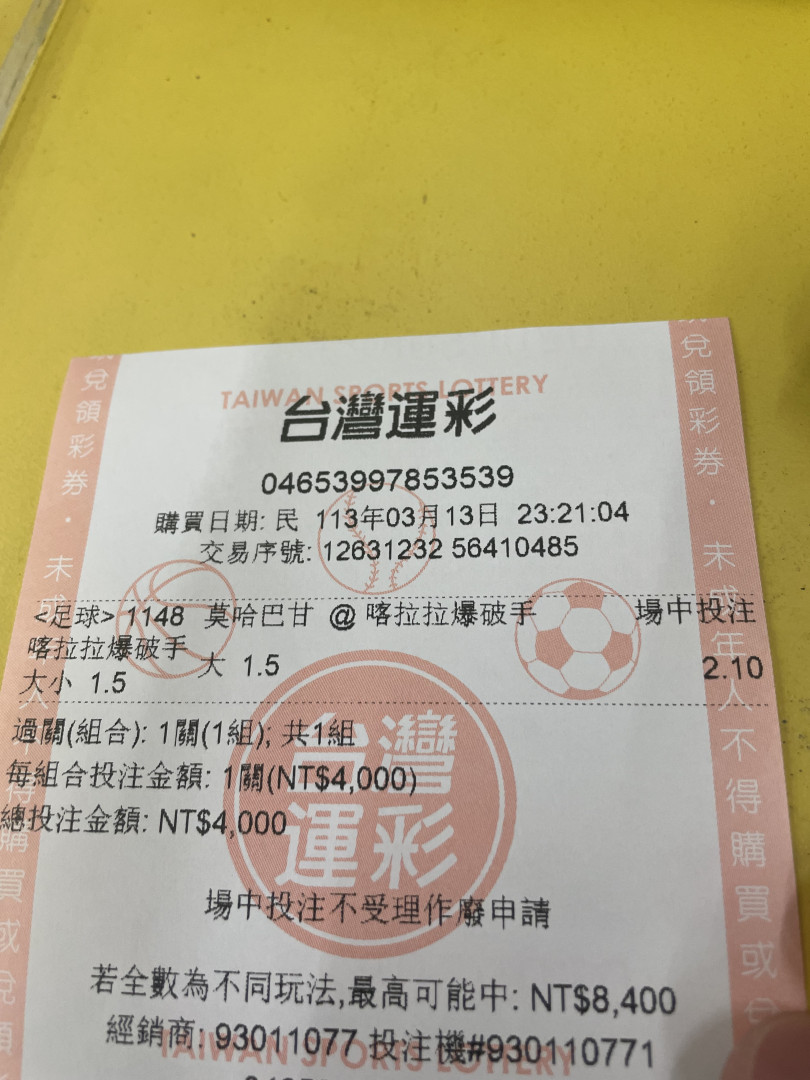 TAIWAN SPORTS LOTTERY
台灣運彩
04653997853539
購買日期: 民 113年03月13日 23:21:04
交易序號: 12631232 56410485
<足球> 1148 莫哈巴甘 @ 喀拉拉爆破手 場中投注
喀拉拉爆破手
大小 1.5 大 1.5 2.10
過關(組合): 1關(1組); 共1組
每組合投注金額: 1關(NT$4,000)
總投注金額: NT$4,000
台灣
運彩
場中投注不受理作廢申請
若全數為不同玩法,最高可能中: NT$8,400
經銷商: 93011077 投注機#930110771
TAIWAN SPORTS LOTTERY
兌領彩券・未成年人不得購買或兌領
兌領彩券・未成年人不得購買或